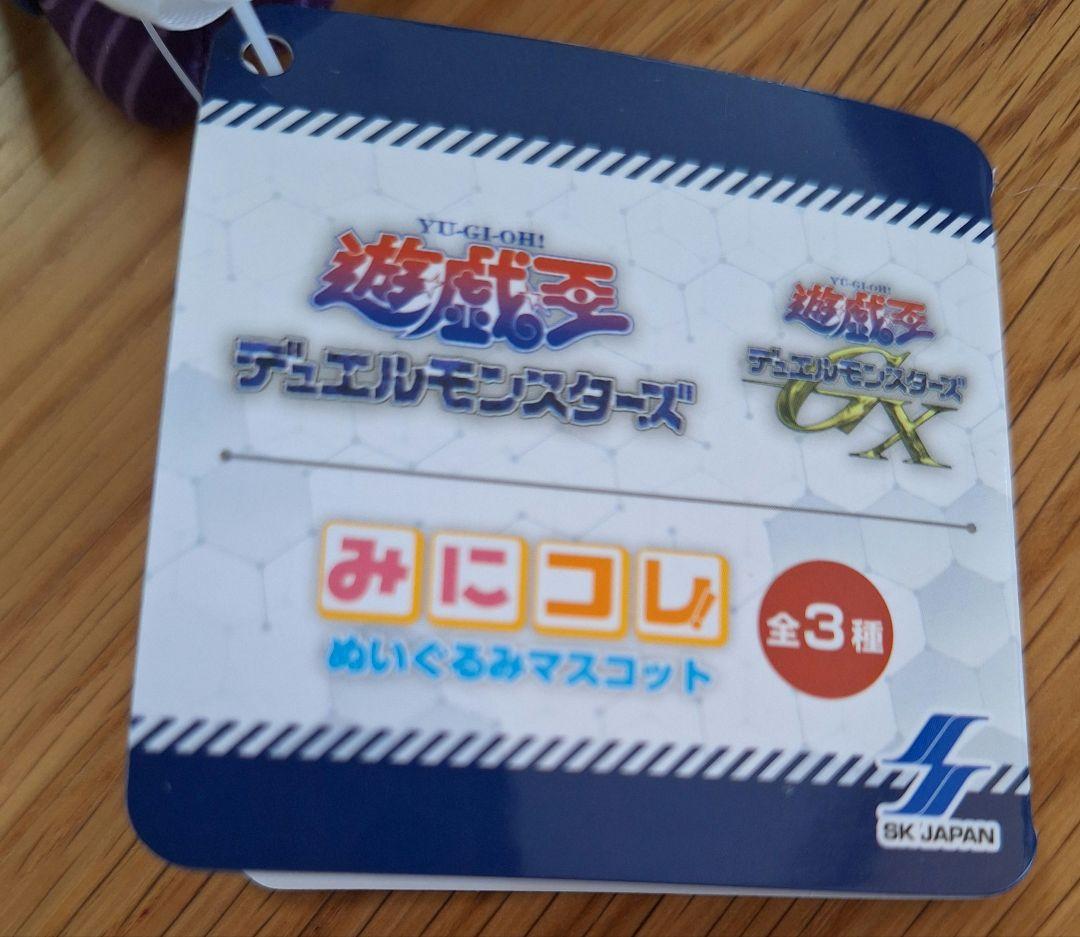 YU-GI-OH!
遊戯王
デュエルモンスターズ
YU-GI-OH!
遊戯王
デュエルモンスターズ
GX
みにコレ!!
ぬいぐるみマスコット
全3種
SK JAPAN